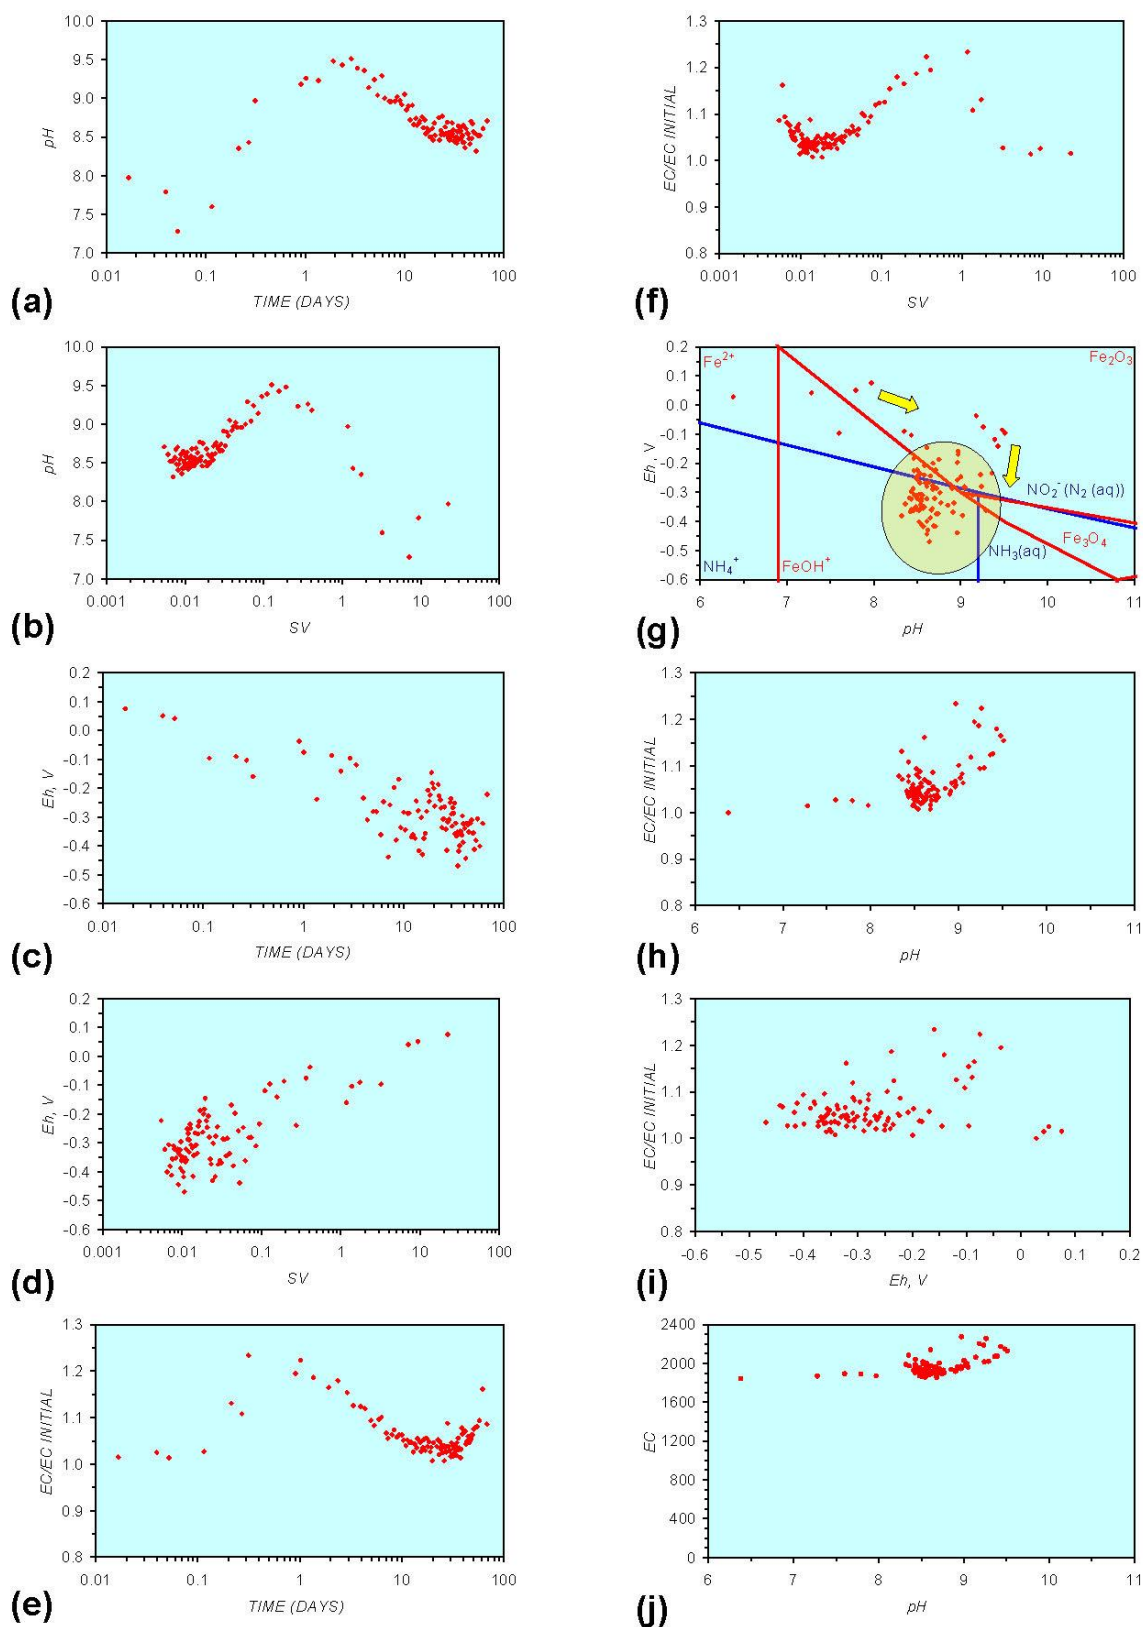 10.0
9.5
9.0
8.5
8.0
7.5
7.0
pH
0.01 0.1 1 10 100
TIME (DAYS)
(a)
10.0
9.5
9.0
8.5
8.0
7.5
7.0
pH
0.001 0.01 0.1 1 10 100
SV
(b)
0.2
0.1
0.0
-0.1
-0.2
-0.3
-0.4
-0.5
-0.6
Eh, V
0.01 0.1 1 10 100
TIME (DAYS)
(c)
0.2
0.1
0.0
-0.1
-0.2
-0.3
-0.4
-0.5
-0.6
Eh, V
0.001 0.01 0.1 1 10 100
SV
(d)
1.3
1.2
1.1
1.0
0.9
0.8
EC/EC INITIAL
0.01 0.1 1 10 100
TIME (DAYS)
(e)
1.3
1.2
1.1
1.0
0.9
0.8
EC/EC INITIAL
0.001 0.01 0.1 1 10 100
SV
(f)
0.2
0.1
0.0
-0.1
-0.2
-0.3
-0.4
-0.5
-0.6
Eh, V
Fe²⁺ Fe₂O₃
NO₂⁻(N₂(aq))
Fe₃O₄
NH₃(aq)
NH₄⁺ FeOH⁺
6 7 8 9 10 11
pH
(g)
1.3
1.2
1.1
1.0
0.9
0.8
EC/EC INITIAL
6 7 8 9 10 11
pH
(h)
1.3
1.2
1.1
1.0
0.9
0.8
EC/EC INITIAL
-0.6 -0.5 -0.4 -0.3 -0.2 -0.1 0 0.1 0.2
Eh, V
(i)
2400
2000
1600
1200
800
400
0
EC
6 7 8 9 10 11
pH
(j)